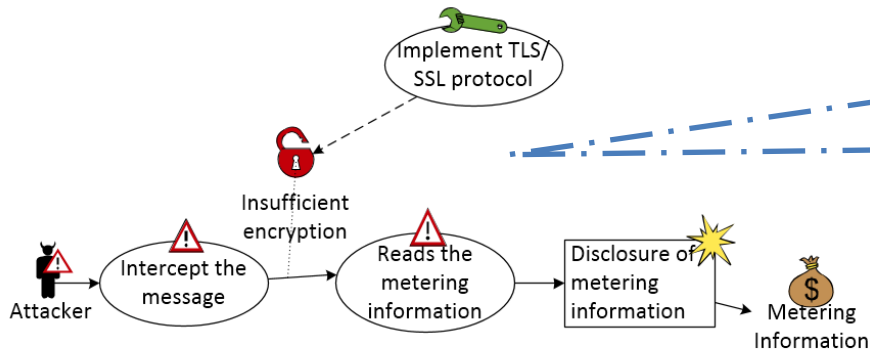 Implement TLS/
SSL protocol
Insufficient
encryption
Attacker
Intercept the
message
Reads the
metering
information
Disclosure of
metering
information
$
Metering
Information